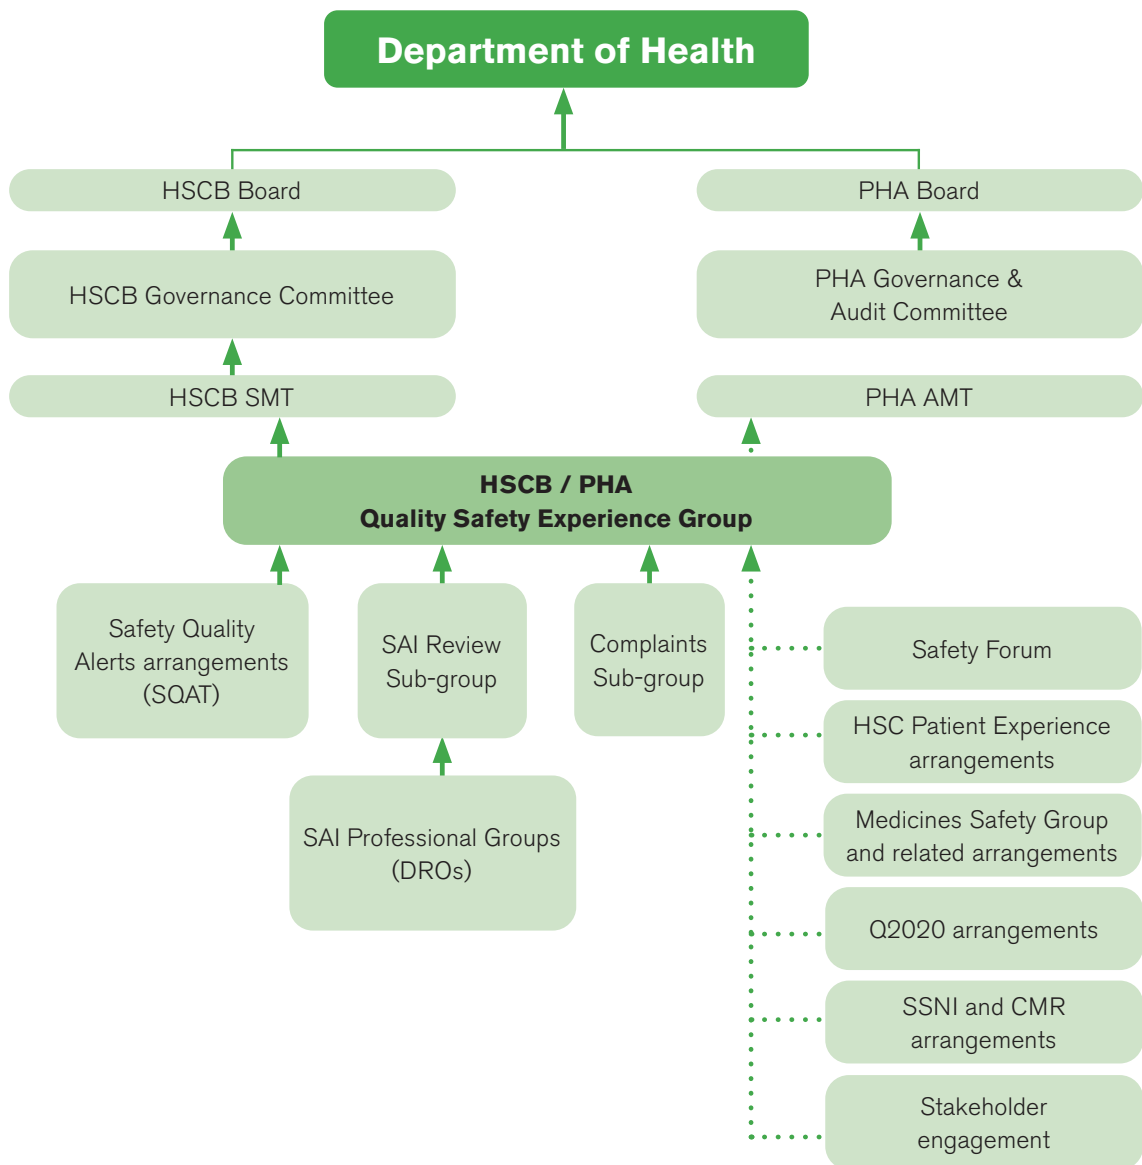 Department of Health
HSCB Board
PHA Board
HSCB Governance Committee
PHA Governance &
Audit Committee
HSCB SMT
PHA AMT
HSCB / PHA
Quality Safety Experience Group
Safety Quality
Alerts arrangements
(SQAT)
SAI Review
Sub-group
Complaints
Sub-group
SAI Professional Groups
(DROs)
Safety Forum
HSC Patient Experience
arrangements
Medicines Safety Group
and related arrangements
Q2020 arrangements
SSNI and CMR
arrangements
Stakeholder
engagement